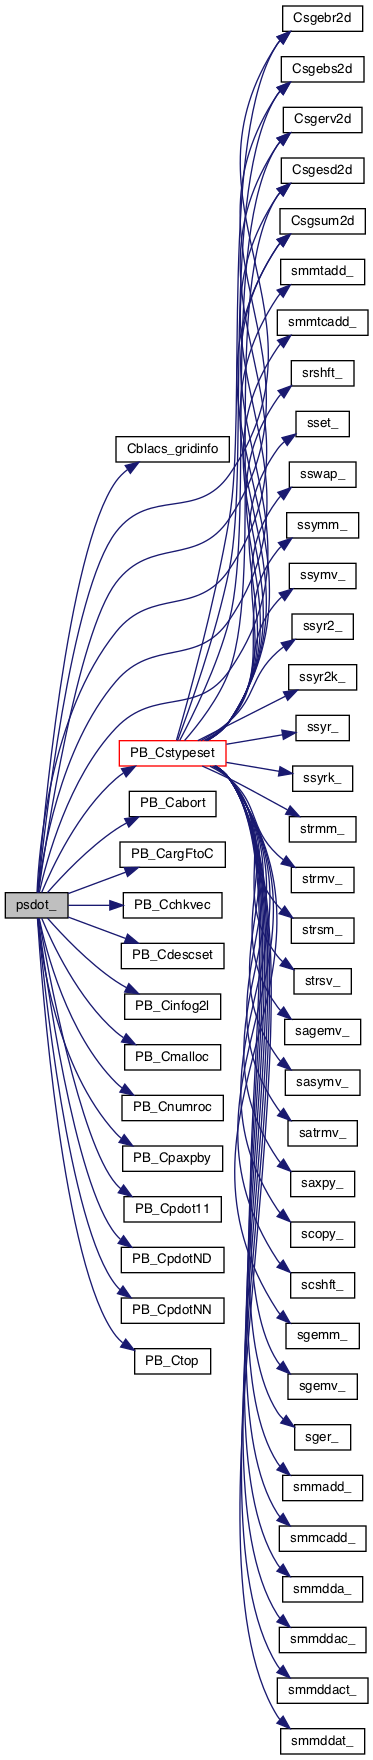 Csgebr2d
Csgebs2d
Csgerv2d
Csgesd2d
Csgsum2d
smmtadd_
smmtcadd_
srshft_
sset_
Cblacs_gridinfo
sswap_
ssymm_
ssymv_
ssyr2_
ssyr2k_
ssyr_
PB_Cstypeset
ssyrk_
PB_Cabort
strmm_
PB_CargFtoC
strmv_
psdot_
PB_Cchkvec
strsm_
PB_Cdescset
strsv_
PB_Cinfog2l
sagemv_
PB_Cmalloc
sasymv_
PB_Cnumroc
satrmv_
PB_Cpaxpby
saxpy_
PB_Cpdot11
scopy_
PB_CpdotND
scshft_
PB_CpdotNN
sgemm_
PB_Ctop
sgemv_
sger_
smmadd_
smmcadd_
smmdda_
smmddac_
smmddact_
smmddat_